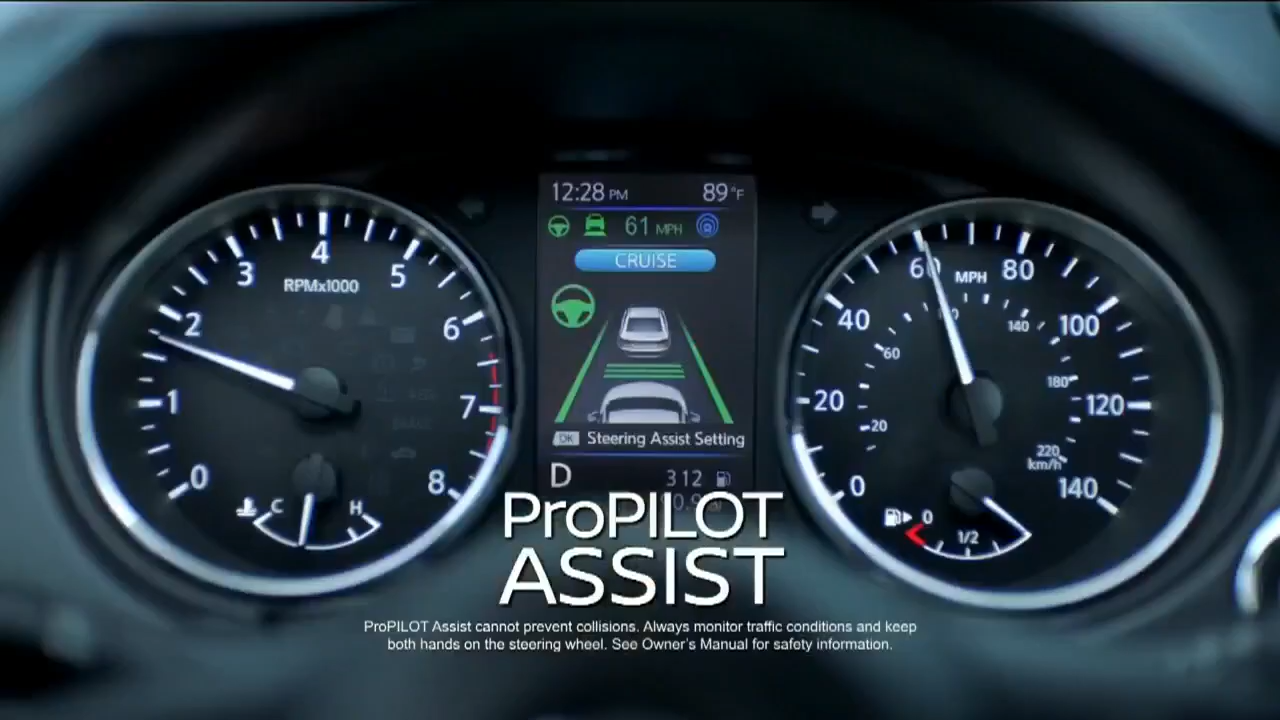 12:28 PM 89°F
61 MPH
CRUISE
4
3 5
RPMx1000
2 6
1 7
0 8
C H
60 MPH 80
40 100
140
60
180
20 120
20
220
km/h
0 140
0
1/2
OK Steering Assist Setting
D 312
ProPILOT
ASSIST
ProPILOT Assist cannot prevent collisions. Always monitor traffic conditions and keep
both hands on the steering wheel. See Owner's Manual for safety information.